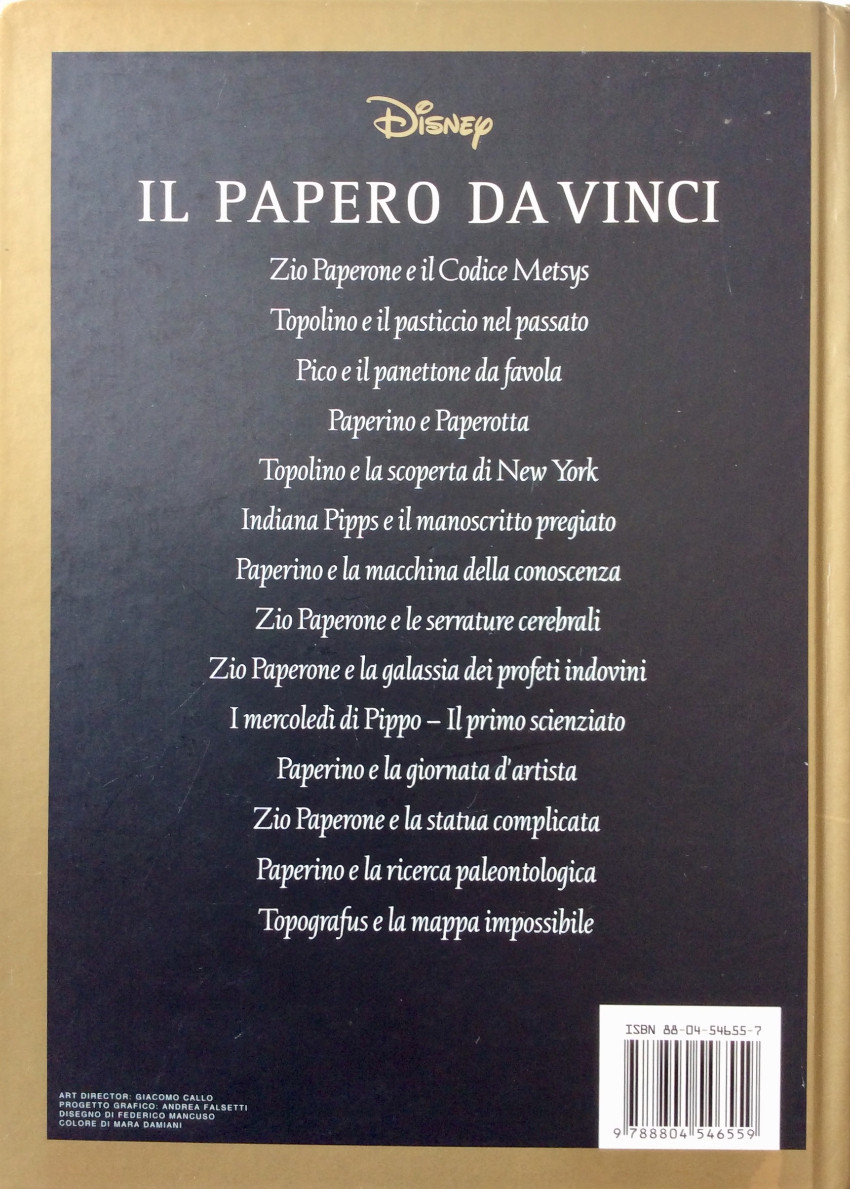 Disney
IL PAPERO DA VINCI
Zio Paperone e il Codice Metsys
Topolino e il pasticcio nel passato
Pico e il panettone da favola
Paperino e Paperotta
Topolino e la scoperta di New York
Indiana Pipps e il manoscritto pregiato
Paperino e la macchina della conoscenza
Zio Paperone e le serrature cerebrali
Zio Paperone e la galassia dei profeti indovini
I mercoledì di Pippo – Il primo scienziato
Paperino e la giornata d'artista
Zio Paperone e la statua complicata
Paperino e la ricerca paleontologica
Topografus e la mappa impossibile
ISBN 88-04-54655-7
9 788804 546559
ART DIRECTOR: GIACOMO CALLO
PROGETTO GRAFICO: ANDREA FALSETTI
DISEGNO DI FEDERICO MANCUSO
COLORE DI MARA DAMIANI